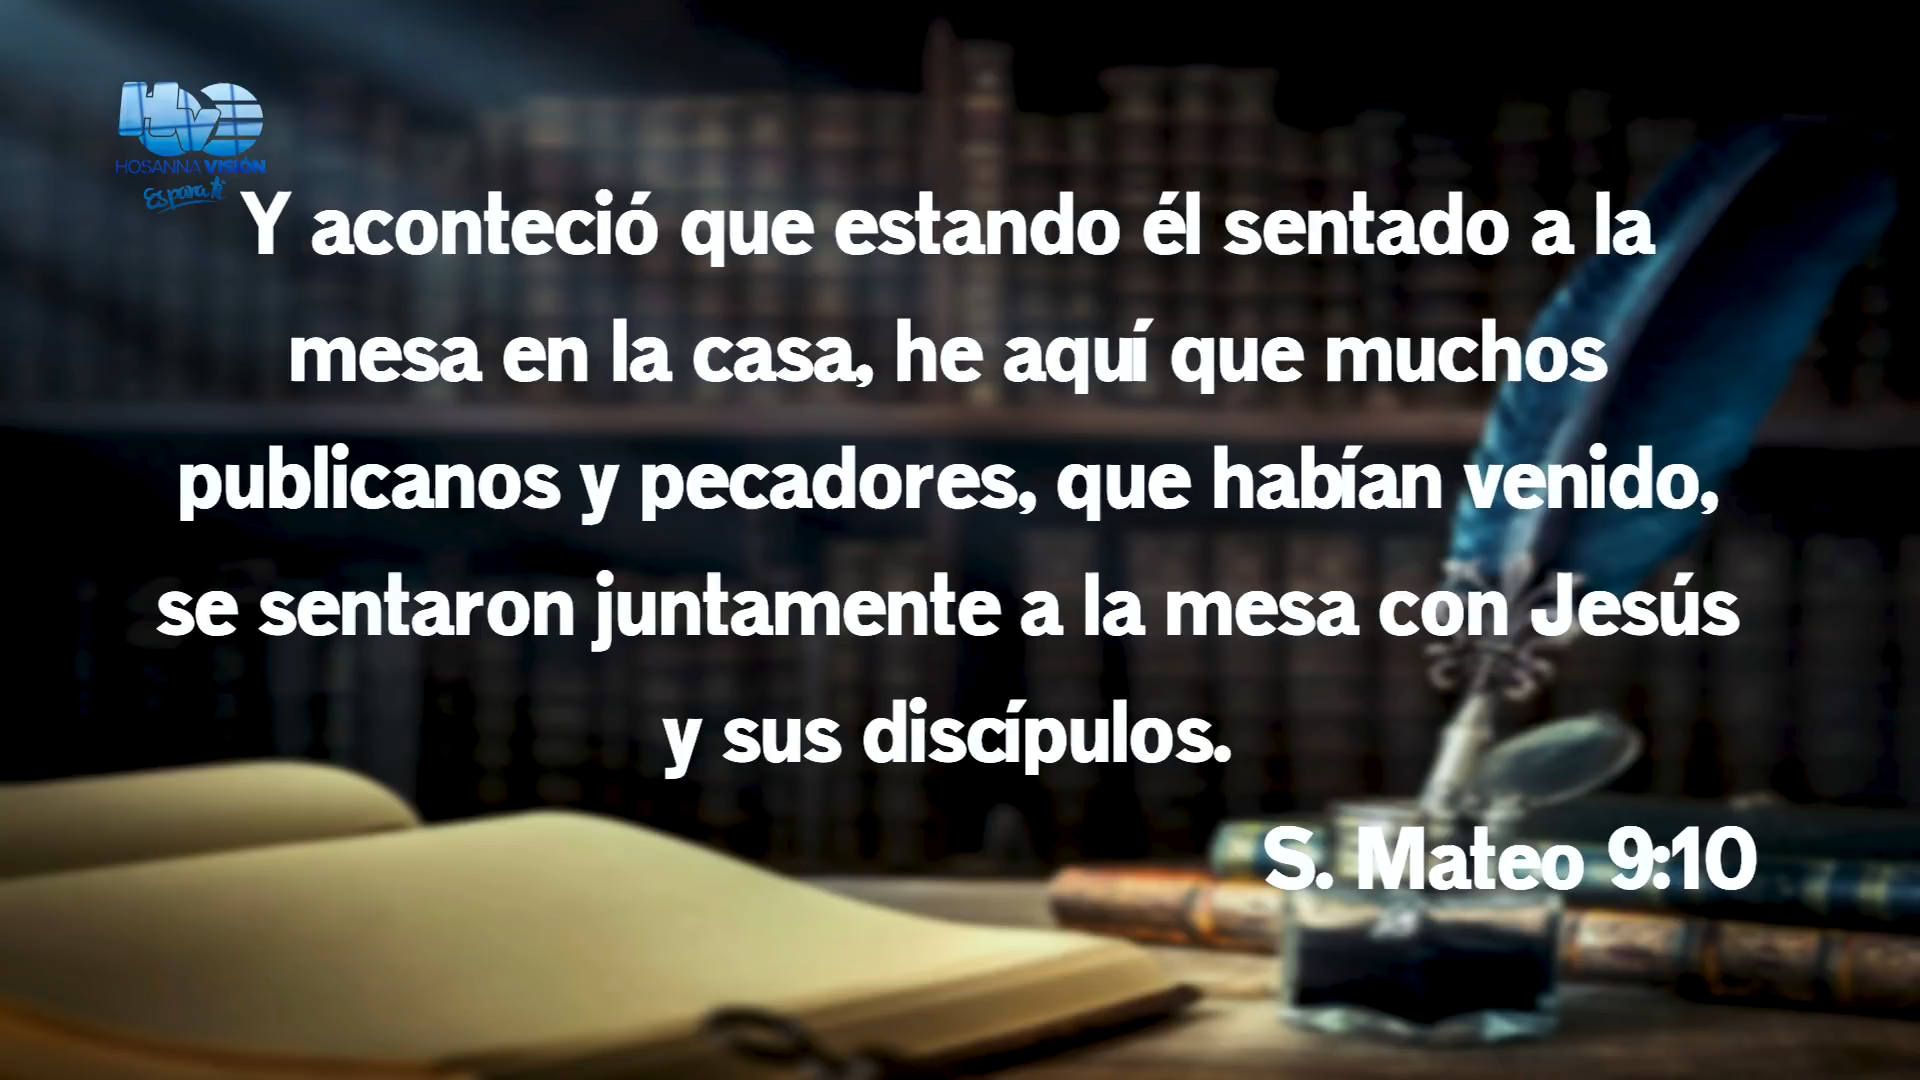 HV
HOSANNA VISIÓN
Es para ti
Y aconteció que estando él sentado a la
mesa en la casa, he aquí que muchos
publicanos y pecadores, que habían venido,
se sentaron juntamente a la mesa con Jesús
y sus discípulos.
S. Mateo 9:10